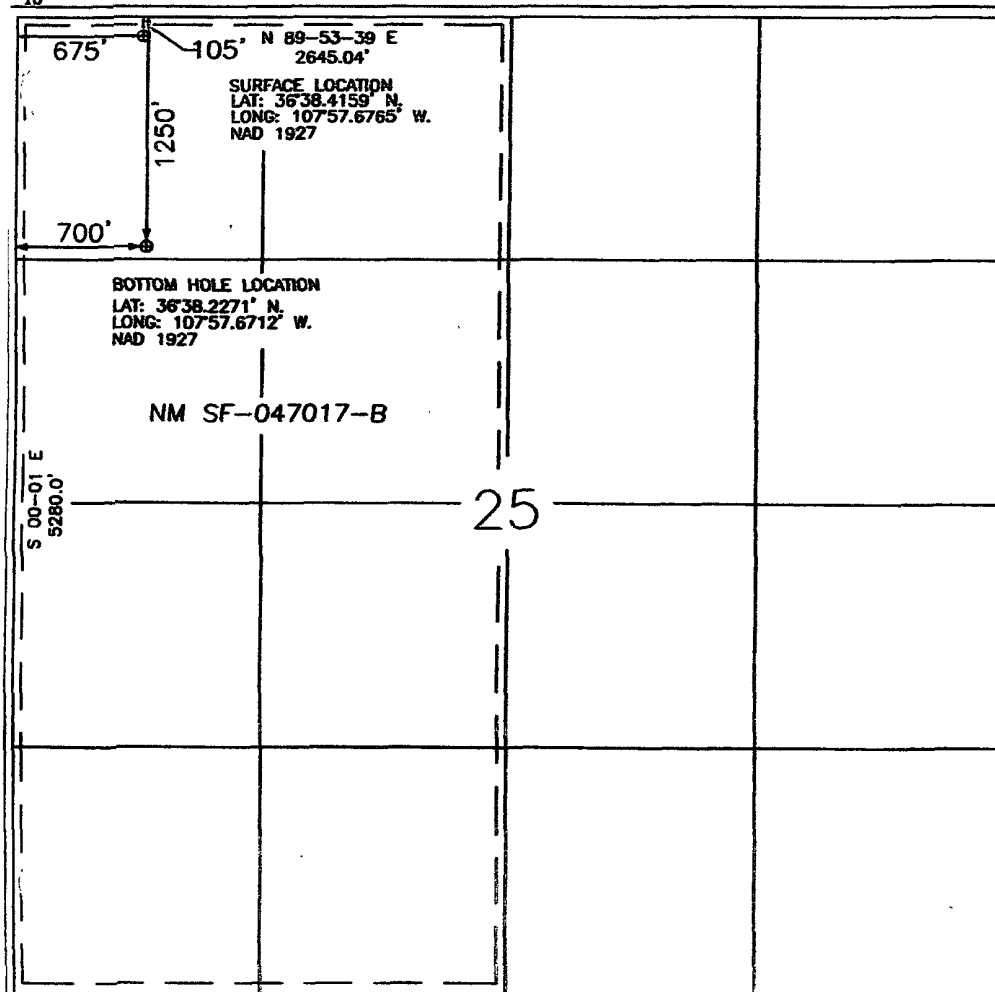 675'
105'
N 89-53-39 E
2645.04'
SURFACE LOCATION
LAT: 36°38.4159' N.
LONG: 107°57.6765' W.
NAD 1927
1250'
700'
BOTTOM HOLE LOCATION
LAT: 36°38.2271' N.
LONG: 107°57.6712' W.
NAD 1927
NM SF-047017-B
S 00-01 E
5280.0'
25